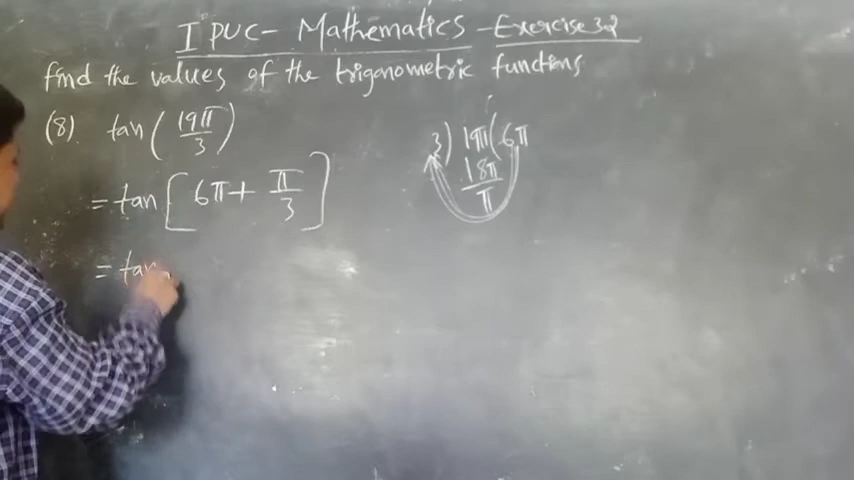 I PUC - Mathematics - Exercise 3.2
find the values of the trigonometric functions
(8). tan(19π/3)
= tan[6π + π/3]
= tan
3) 19π (6π
18π
π